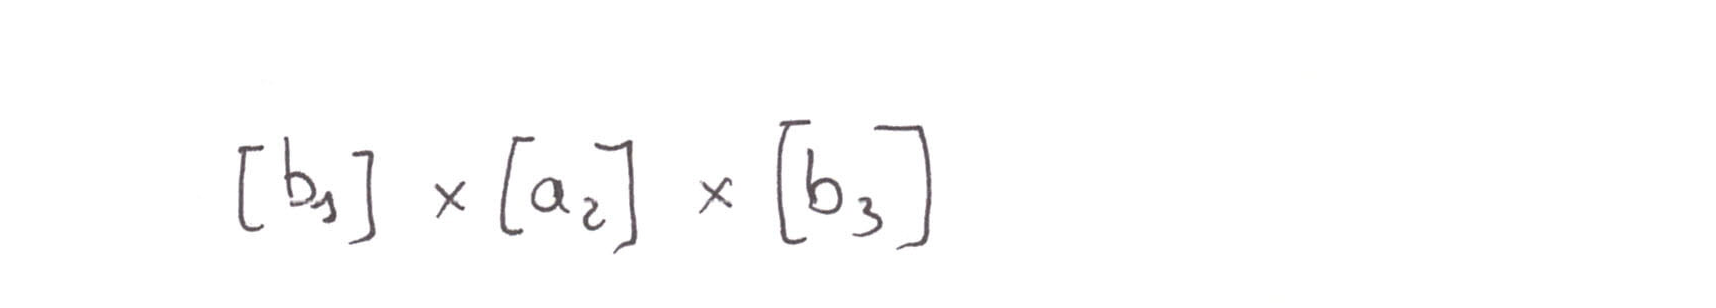 [b₁] × [a₂] × [b₃]